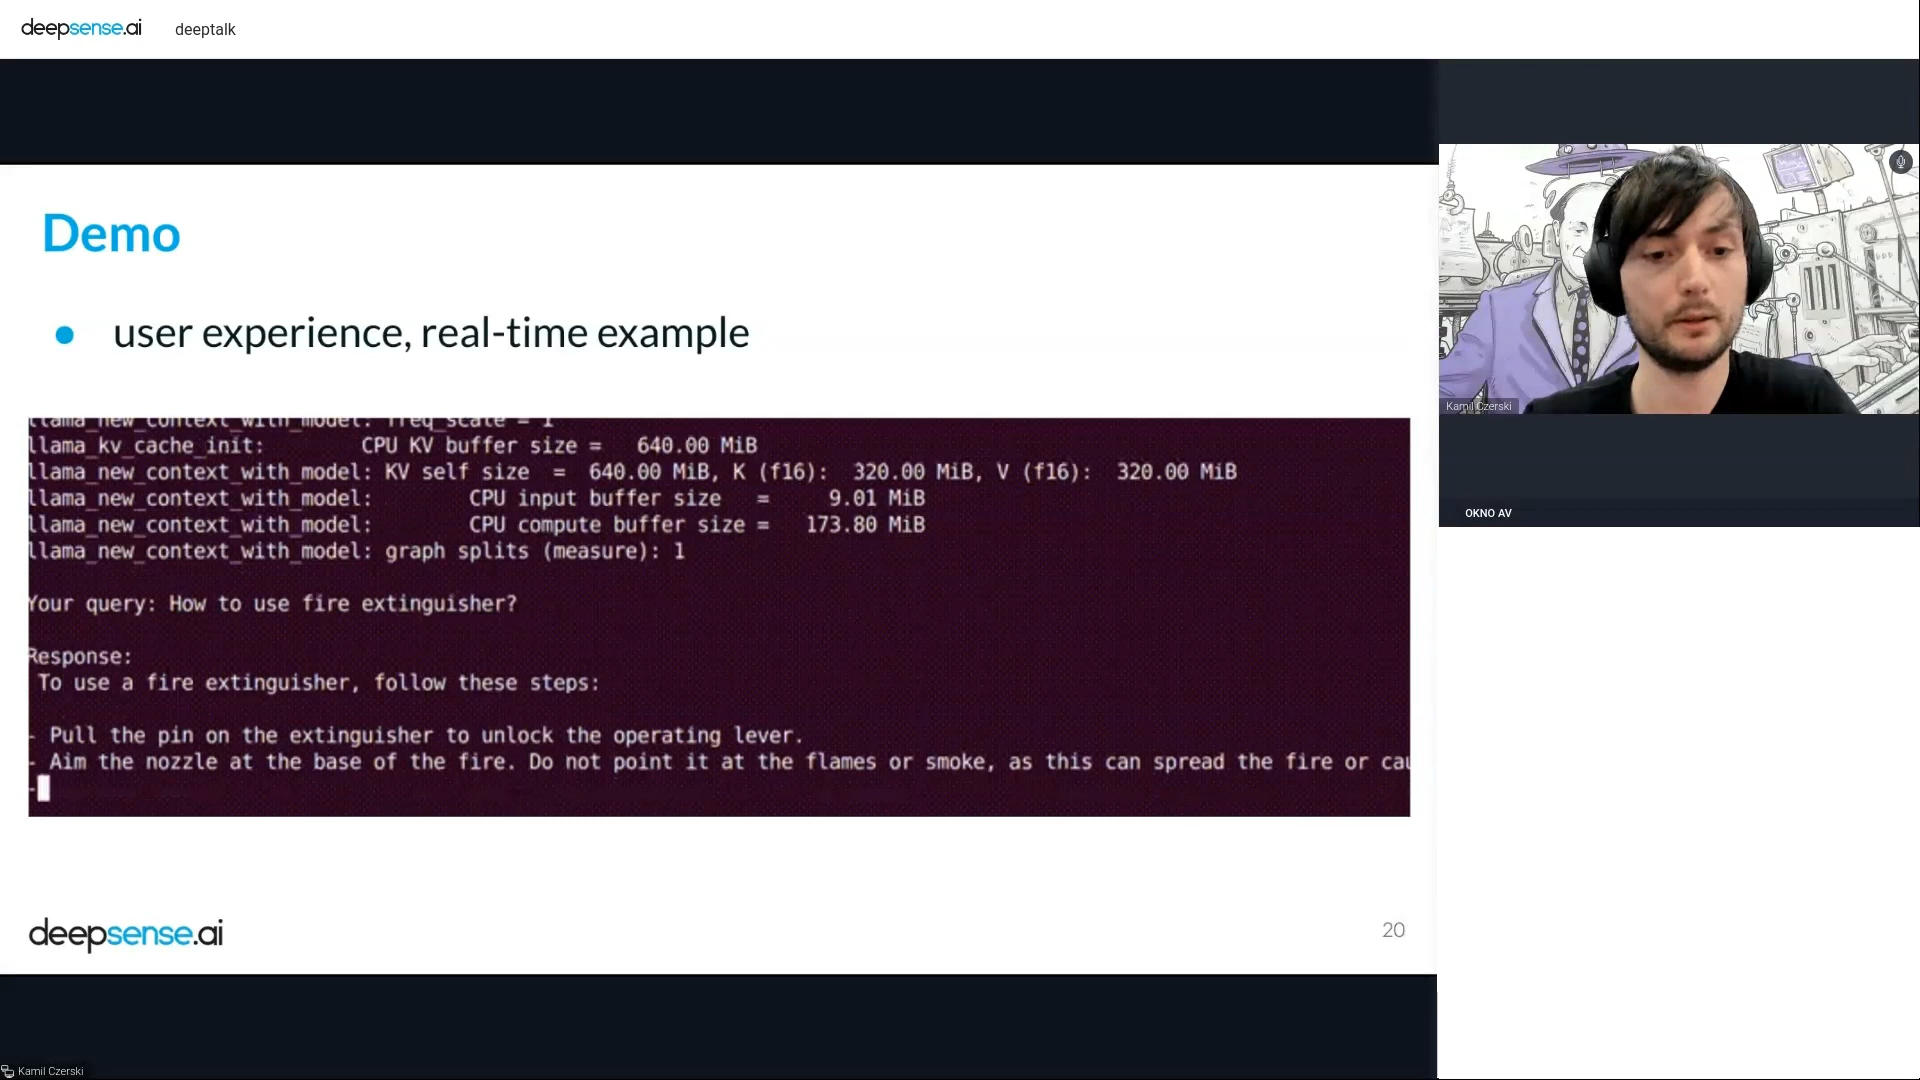 deepsense.ai
deeptalk
Demo
● user experience, real-time example
llama_new_context_with_model: freq_scale = 1
llama_kv_cache_init:        CPU KV buffer size =   640.00 MiB
llama_new_context_with_model: KV self size  =  640.00 MiB, K (f16):  320.00 MiB, V (f16):  320.00 MiB
llama_new_context_with_model:        CPU input buffer size   =     9.01 MiB
llama_new_context_with_model:        CPU compute buffer size =   173.80 MiB
llama_new_context_with_model: graph splits (measure): 1
Your query: How to use fire extinguisher?
Response:
To use a fire extinguisher, follow these steps:
- Pull the pin on the extinguisher to unlock the operating lever.
- Aim the nozzle at the base of the fire. Do not point it at the flames or smoke, as this can spread the fire or cau
-
deepsense.ai
20
Kamil Czerski
OKNO AV
Kamil Czerski